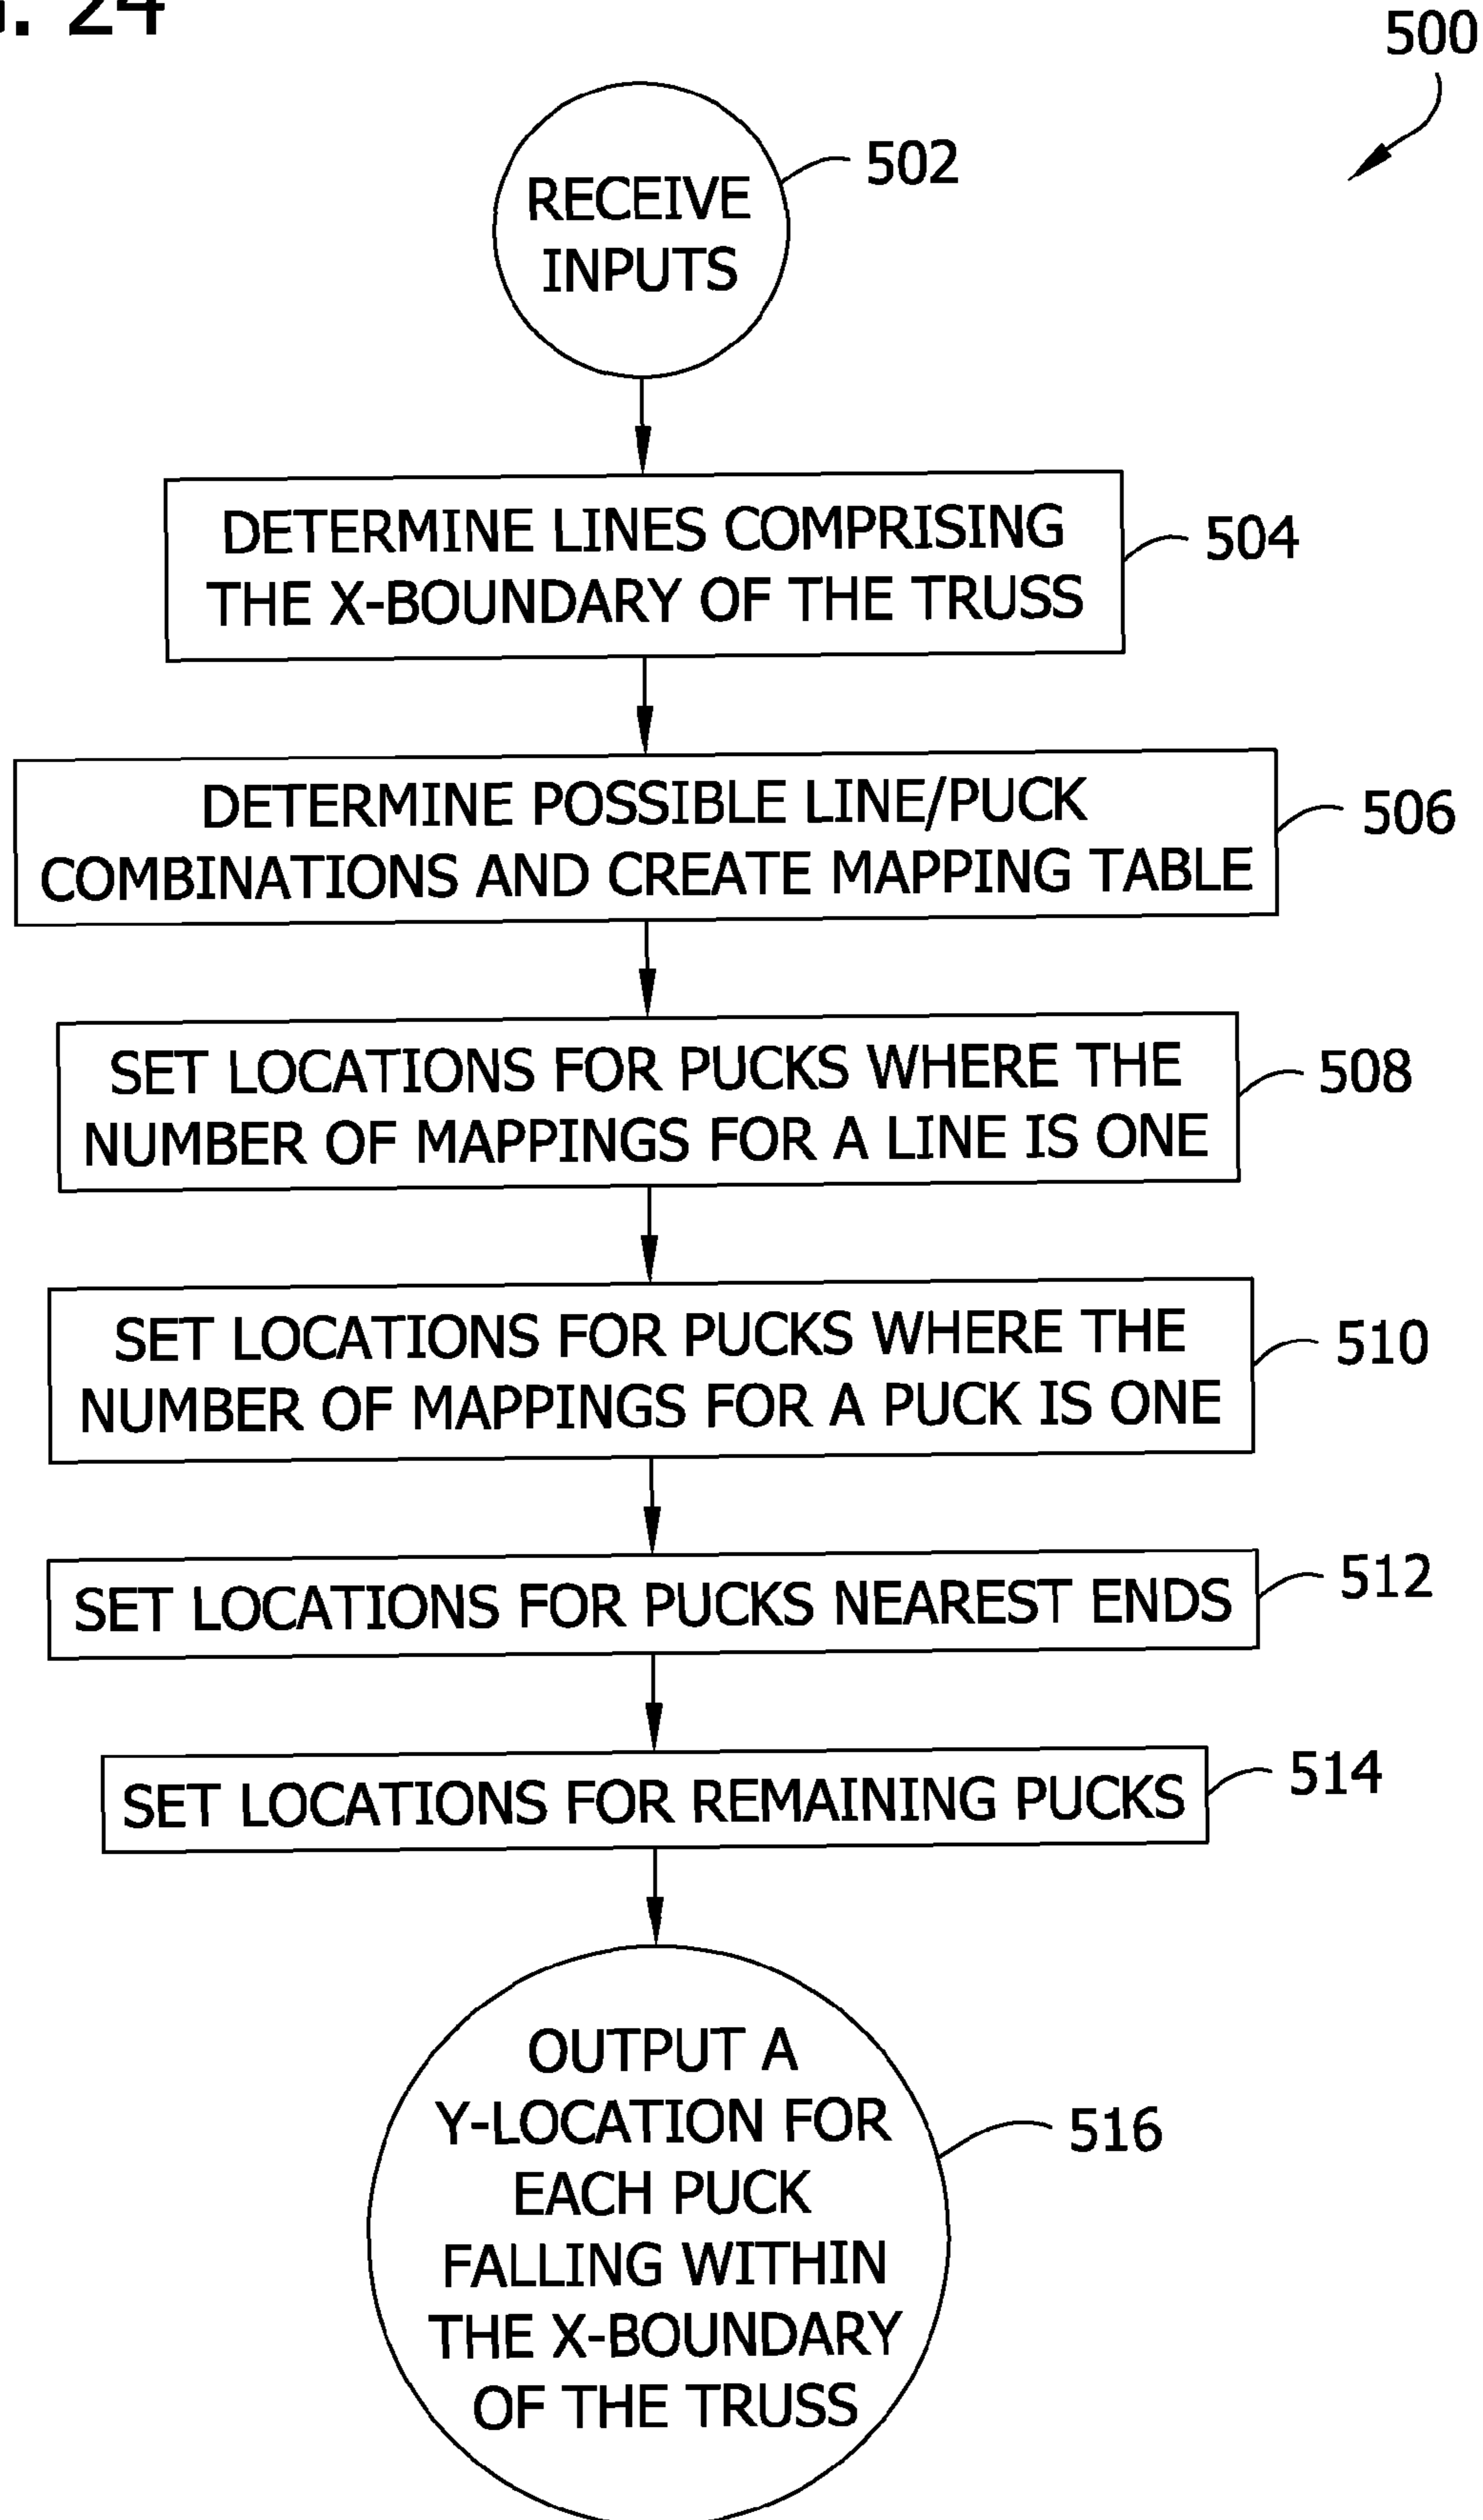 24
500
RECEIVE
INPUTS
502
DETERMINE LINES COMPRISING
THE X-BOUNDARY OF THE TRUSS
504
DETERMINE POSSIBLE LINE/PUCK
COMBINATIONS AND CREATE MAPPING TABLE
506
SET LOCATIONS FOR PUCKS WHERE THE
NUMBER OF MAPPINGS FOR A LINE IS ONE
508
SET LOCATIONS FOR PUCKS WHERE THE
NUMBER OF MAPPINGS FOR A PUCK IS ONE
510
SET LOCATIONS FOR PUCKS NEAREST ENDS
512
SET LOCATIONS FOR REMAINING PUCKS
514
OUTPUT A
Y-LOCATION FOR
EACH PUCK
FALLING WITHIN
THE X-BOUNDARY
OF THE TRUSS
516